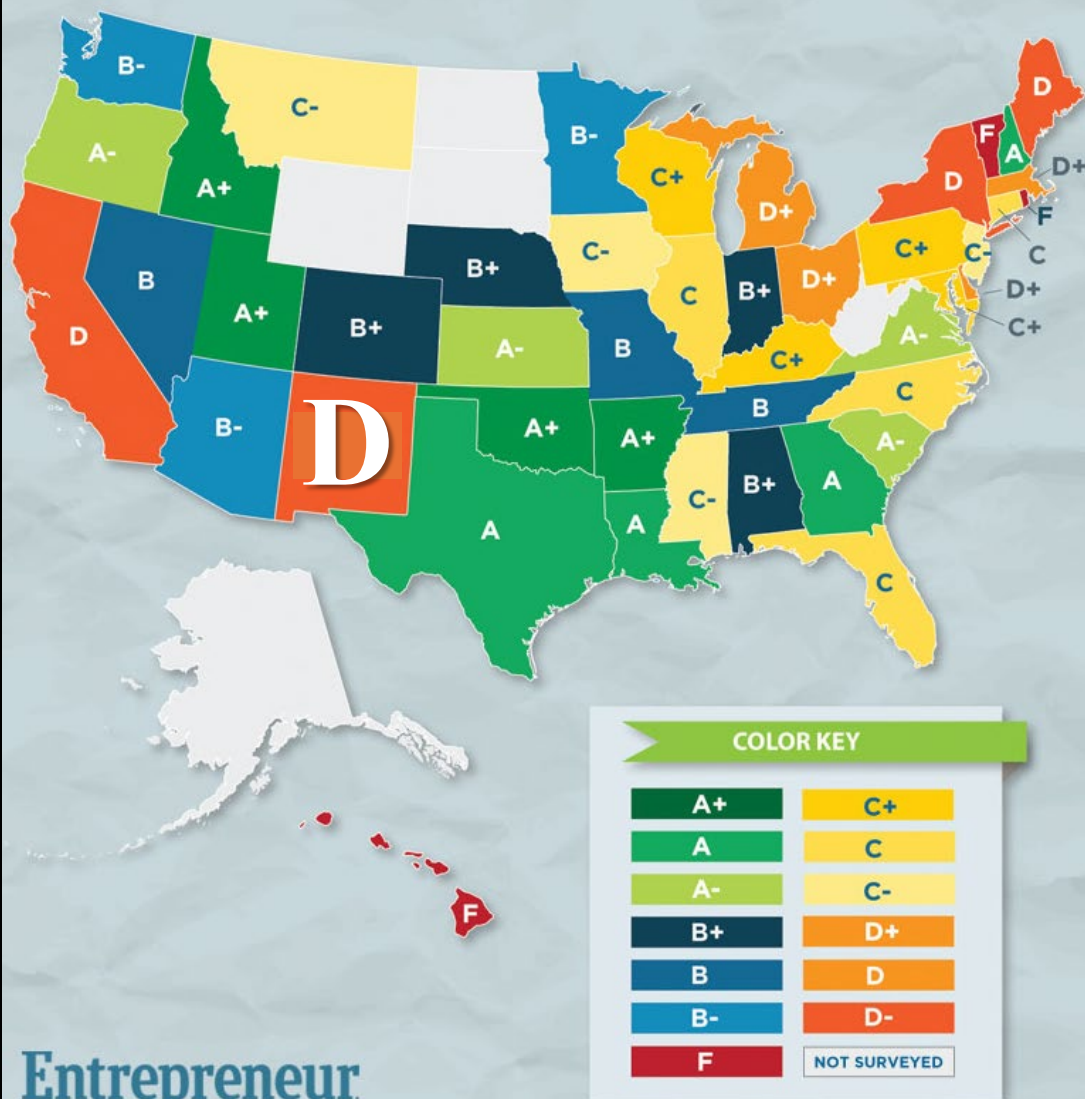 B-
C-
B-
D
A-
A+
C+
F
A
D+
D
D+
F
B+
C-
C+
C-
C
B
A+
B+
C
B+
D+
D+
D
A-
B
A-
C+
C+
B-
D
A+
A+
B
C
A-
A
A
C-
B+
A
C
F
COLOR KEY
A+ C+
A C
A- C-
B+ D+
B D
B- D-
F NOT SURVEYED
Entrepreneur